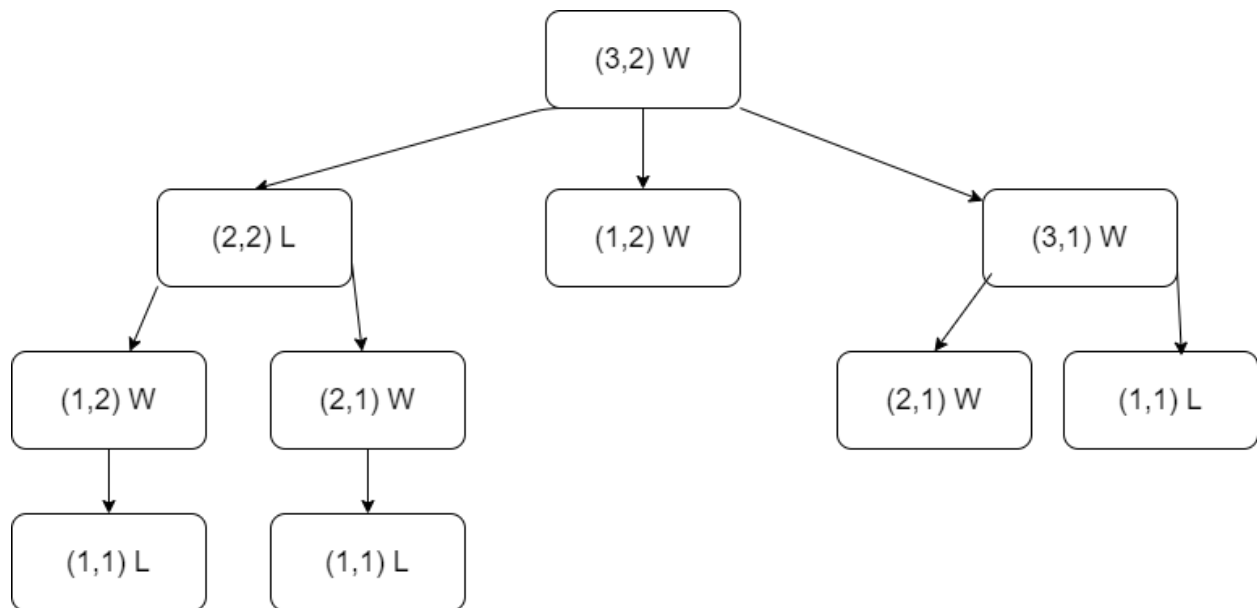 (3,2) W
(2,2) L
(1,2) W
(3,1) W
(1,2) W
(2,1) W
(2,1) W
(1,1) L
(1,1) L
(1,1) L